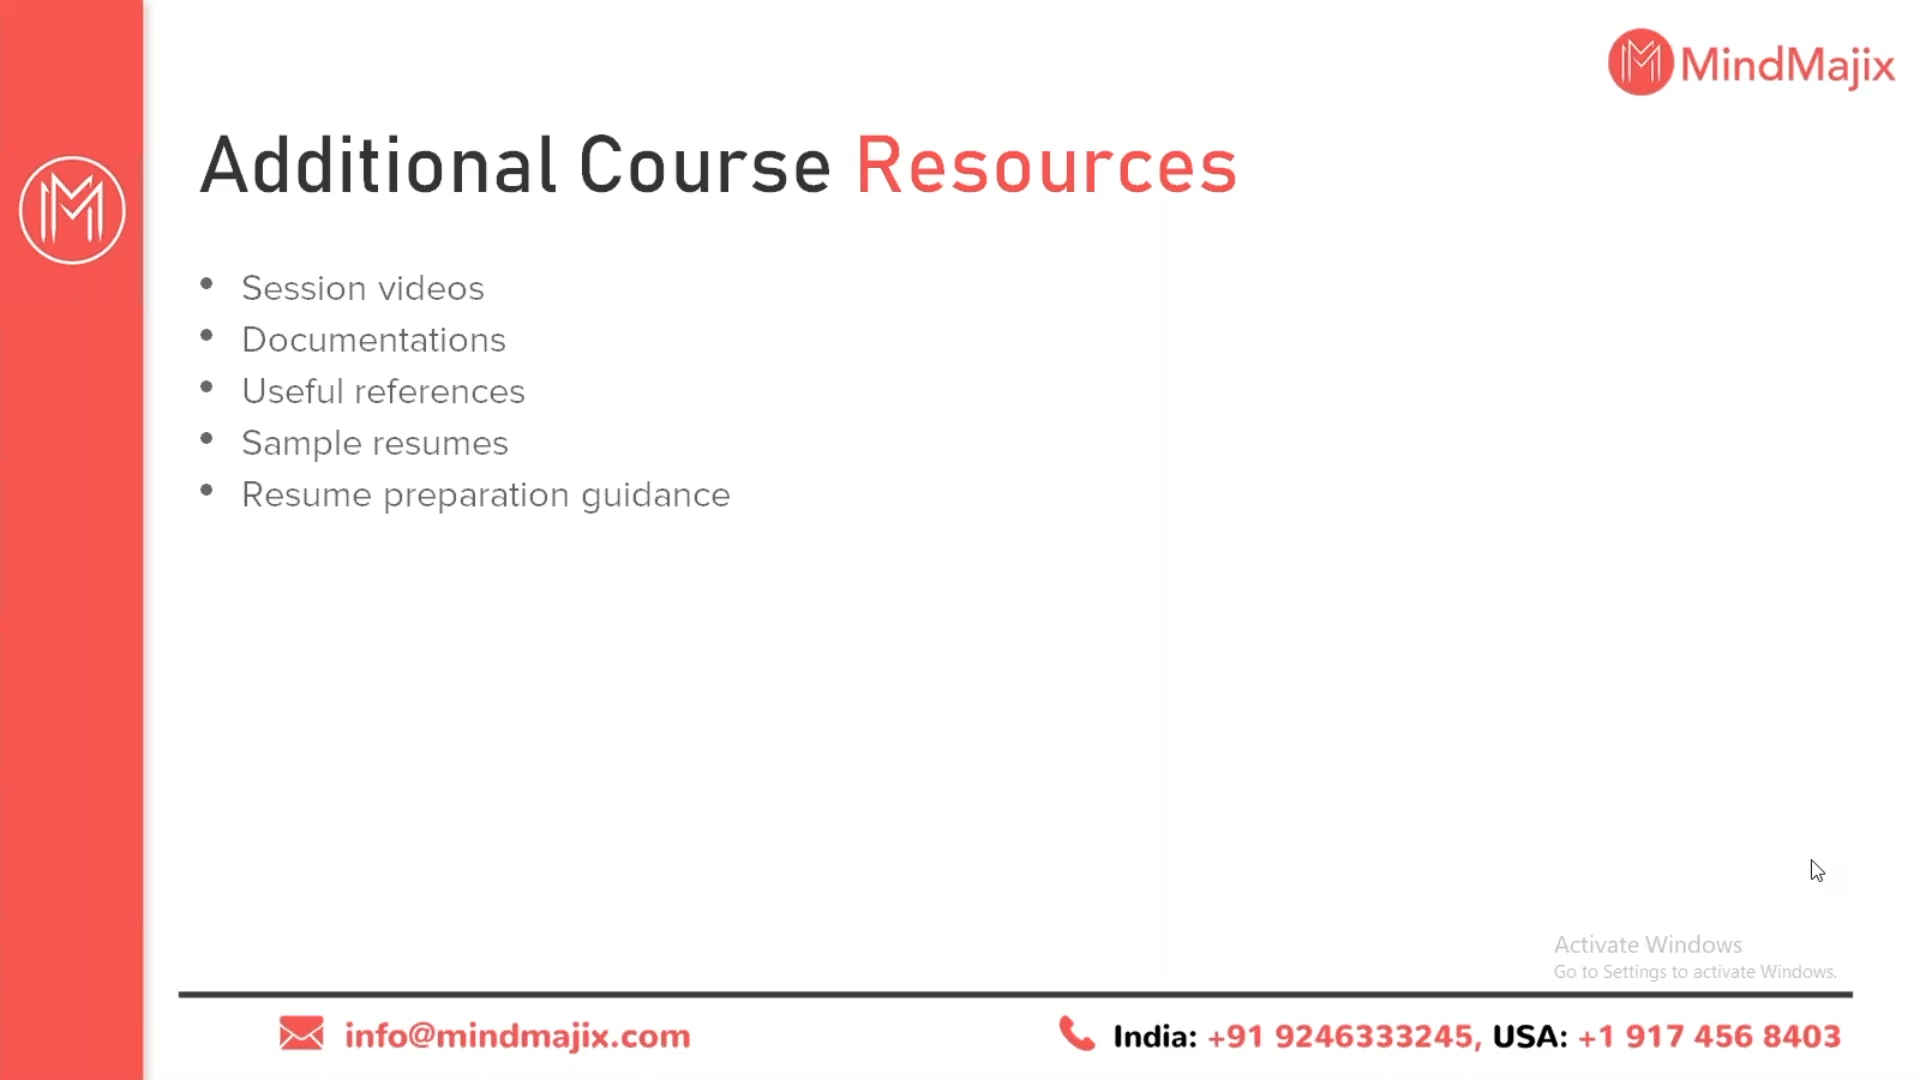 MindMajix
Additional Course Resources
• Session videos
• Documentations
• Useful references
• Sample resumes
• Resume preparation guidance
Activate Windows
Go to Settings to activate Windows.
info@mindmajix.com
India: +91 9246333245, USA: +1 917 456 8403